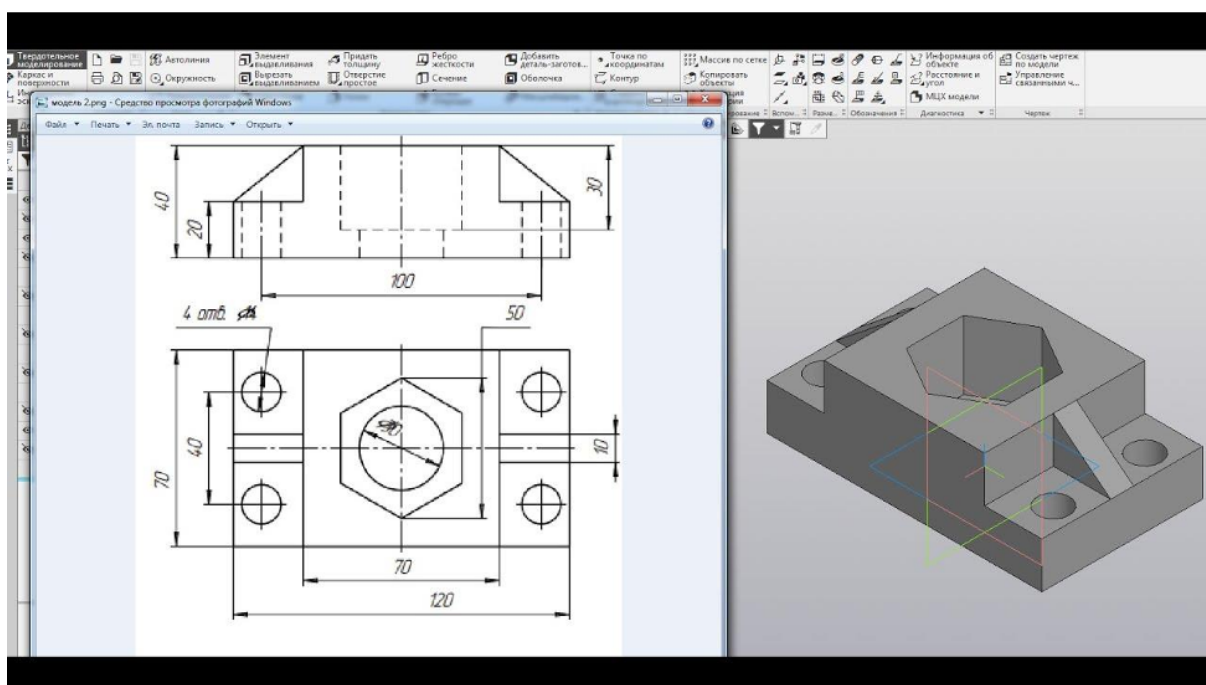 Твердотельное моделирование
Автолиния
Элемент выдавливания
Придать толщину
Ребро жесткости
Добавить деталь-заготов...
Точка по координатам
Массив по сетке
Информация об объекте
Создать чертеж по модели
Каркас и поверхности
Окружность
Вырезать выдавливанием
Отверстие простое
Сечение
Оболочка
Контур
Копировать объекты
Расстояние и угол
Управление связанными ч...
МЦХ модели
Вспом...
Разме...
Обозначения
Диагностика
Чертеж
модель 2.png - Средство просмотра фотографий Windows
Файл
Печать
Эл. почта
Запись
Открыть
40
20
30
100
4 отв.
50
70
40
10
70
120